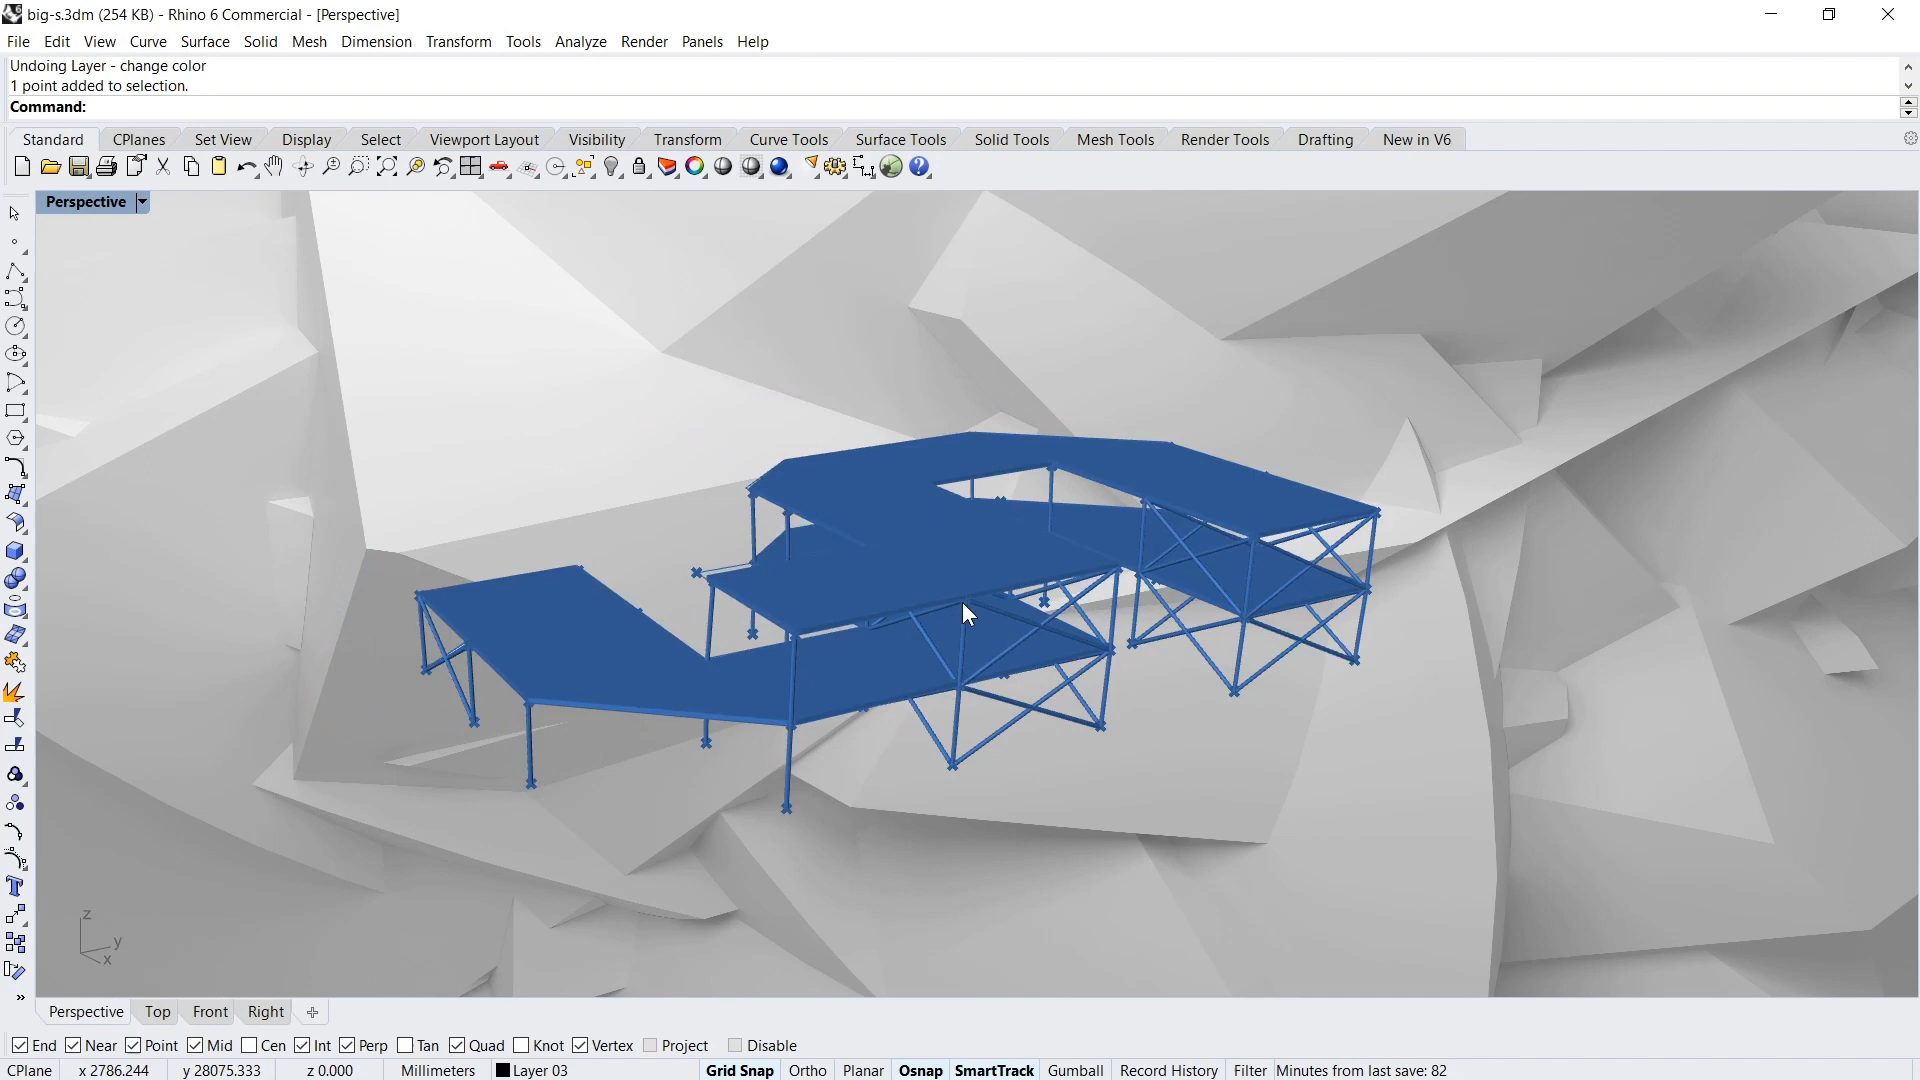 big-s.3dm (254 KB) - Rhino 6 Commercial - [Perspective]
File Edit View Curve Surface Solid Mesh Dimension Transform Tools Analyze Render Panels Help
Undoing Layer - change color
1 point added to selection.
Command:
Standard CPlanes Set View Display Select Viewport Layout Visibility Transform Curve Tools Surface Tools Solid Tools Mesh Tools Render Tools Drafting New in V6
Perspective
z
y
x
Perspective Top Front Right
End Near Point Mid Cen Int Perp Tan Quad Knot Vertex Project Disable
CPlane x 2786.244 y 28075.333 z 0.000 Millimeters Layer 03 Grid Snap Ortho Planar Osnap SmartTrack Gumball Record History Filter Minutes from last save: 82